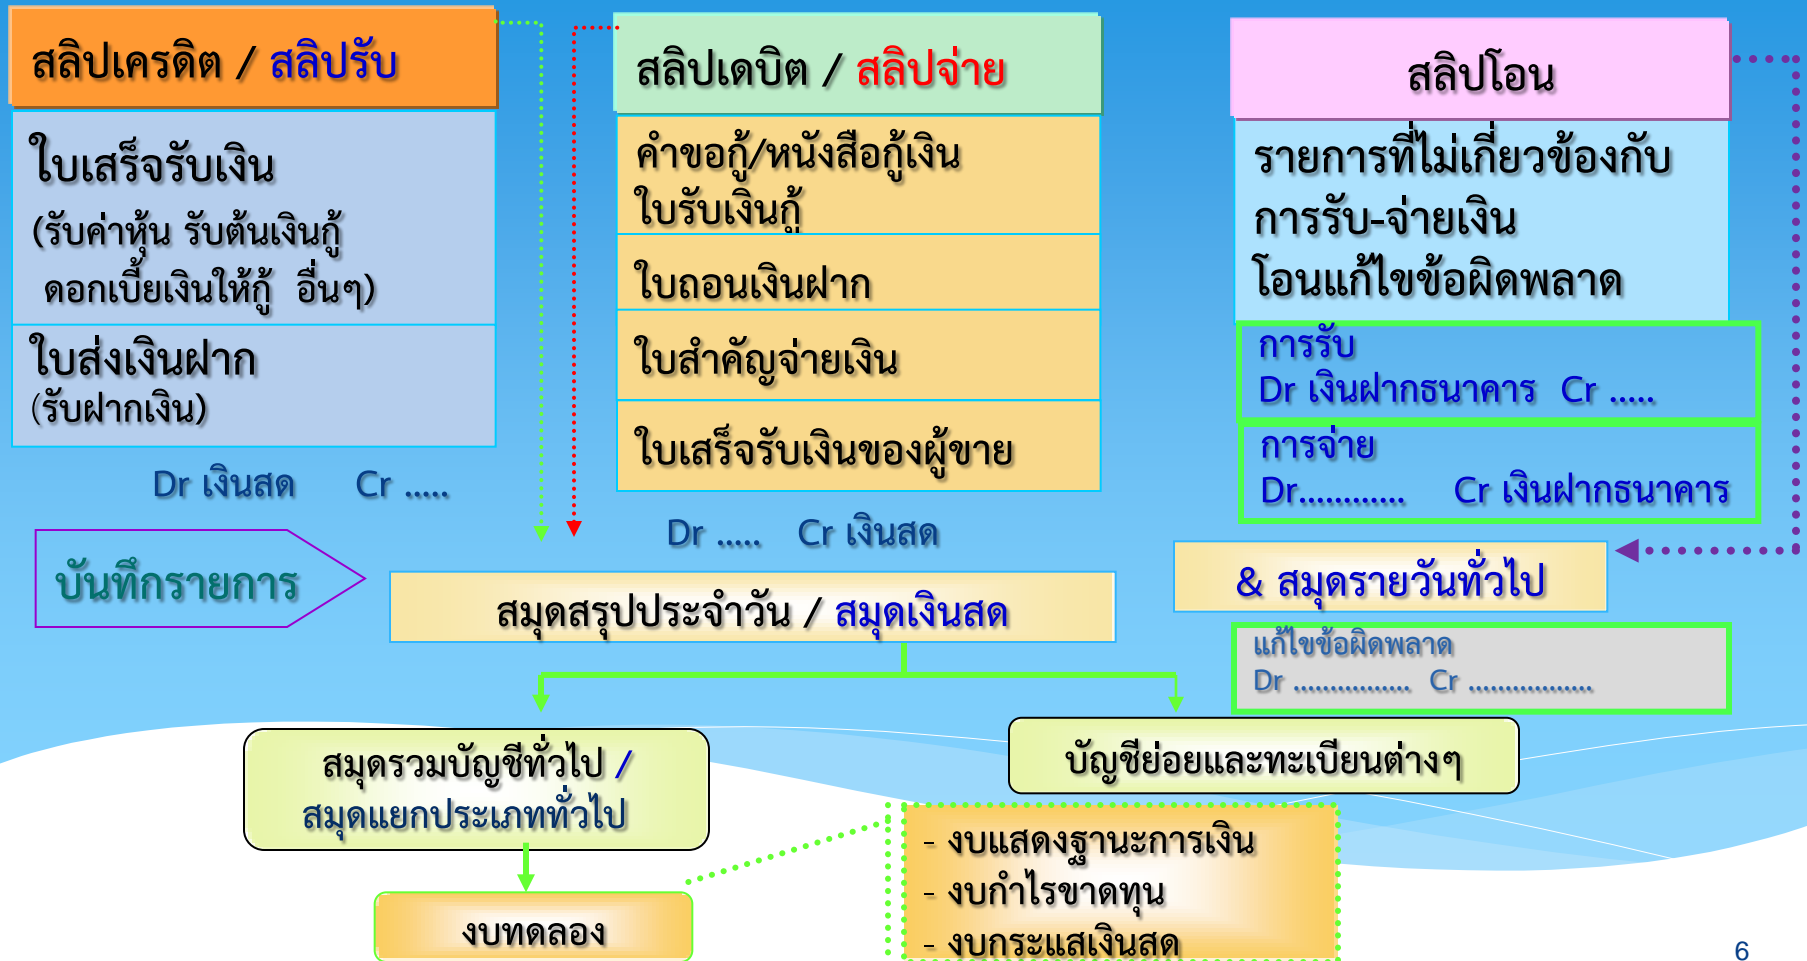 สลิปเครดิต / สลิปรับ
ใบเสร็จรับเงิน
(รับค่าหุ้น รับต้นเงินกู้
ดอกเบี้ยเงินให้กู้ อื่นๆ)
ใบส่งเงินฝาก
(รับฝากเงิน)
Dr เงินสด Cr .....
สลิปเดบิต / สลิปจ่าย
คำขอกู้/หนังสือกู้เงิน
ใบรับเงินกู้
ใบถอนเงินฝาก
ใบสำคัญจ่ายเงิน
ใบเสร็จรับเงินของผู้ขาย
Dr ..... Cr เงินสด
สลิปโอน
รายการที่ไม่เกี่ยวข้องกับ
การรับ-จ่ายเงิน
โอนแก้ไขข้อผิดพลาด
การรับ
Dr เงินฝากธนาคาร Cr .....
การจ่าย
Dr............ Cr เงินฝากธนาคาร
บันทึกรายการ
สมุดสรุปประจำวัน / สมุดเงินสด
& สมุดรายวันทั่วไป
แก้ไขข้อผิดพลาด
Dr ................ Cr .................
สมุดรวมบัญชีทั่วไป /
สมุดแยกประเภททั่วไป
บัญชีย่อยและทะเบียนต่างๆ
งบทดลอง
- งบแสดงฐานะการเงิน
- งบกำไรขาดทุน
- งบกระแสเงินสด
6